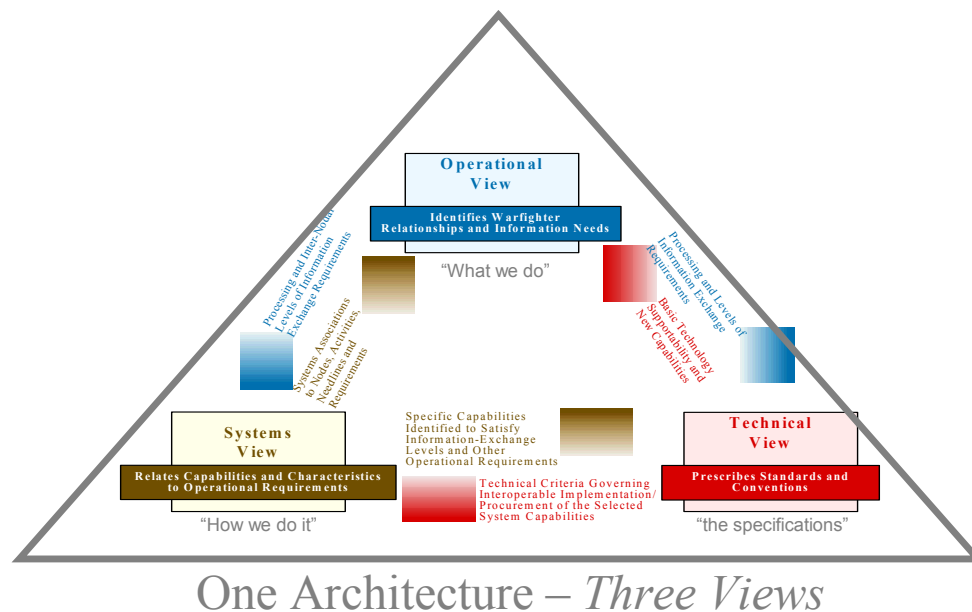 Operational
View
Identifies Warfighter
Relationships and Information Needs
“What we do”
Processing and Inter-Nodal
Levels of Information
Exchange Requirements
Systems Associations
to Nodes, Activities,
Needlines and
Requirements
Processing and Levels of
Information Exchange
Requirements
Basic Technology
Supportability and
New Capabilities
Systems
View
Relates Capabilities and Characteristics
to Operational Requirements
“How we do it”
Specific Capabilities
Identified to Satisfy
Information-Exchange
Levels and Other
Operational Requirements
Technical Criteria Governing
Interoperable Implementation/
Procurement of the Selected
System Capabilities
Technical
View
Prescribes Standards and
Conventions
“the specifications”
One Architecture – Three Views